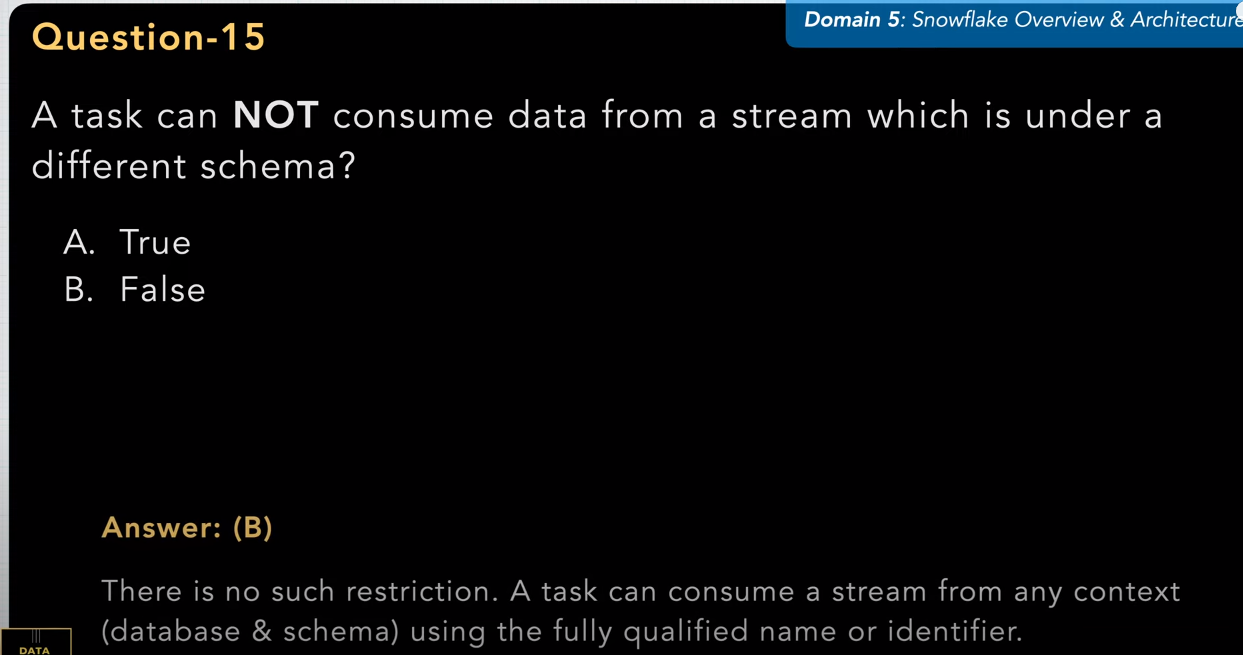 Domain 5: Snowflake Overview & Architecture
Question-15
A task can NOT consume data from a stream which is under a
different schema?
A. True
B. False
Answer: (B)
There is no such restriction. A task can consume a stream from any context
(database & schema) using the fully qualified name or identifier.
DATA